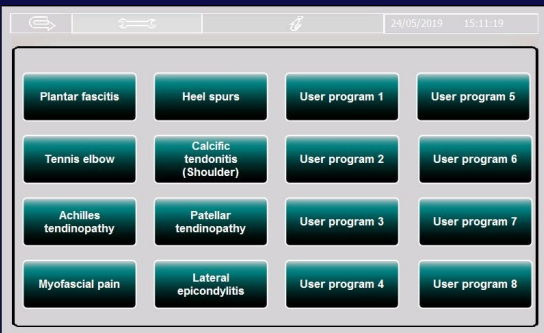 24/05/2019 15:11:19
Plantar fascitis
Heel spurs
User program 1
User program 5
Tennis elbow
Calcific
tendonitis
(Shoulder)
User program 2
User program 6
Achilles
tendinopathy
Patellar
tendinopathy
User program 3
User program 7
Myofascial pain
Lateral
epicondylitis
User program 4
User program 8